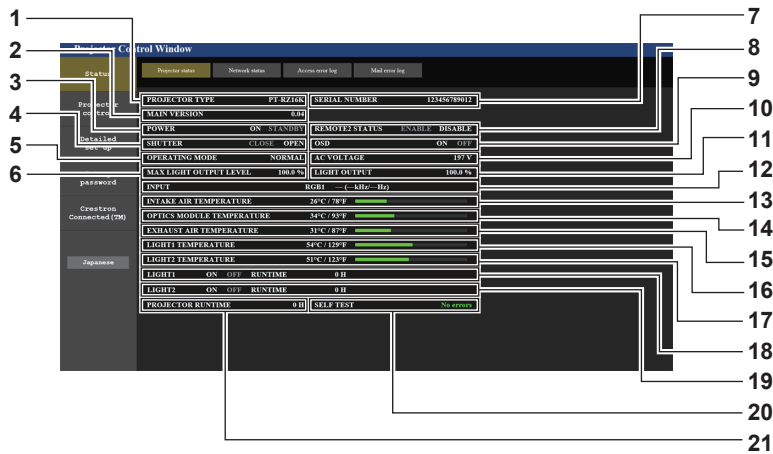 1
2
3
4
5
6
7
8
9
10
11
12
13
14
15
16
17
18
19
20
21
Projector Control Window
Status
Projector status Network status Access error log Mail error log
Projector control
Detailed set up
password
Crestron Connected(TM)
Japanese
PROJECTOR TYPE PT-RZ16K SERIAL NUMBER 123456789012
MAIN VERSION 0.04
POWER ON STANDBY REMOTE2 STATUS ENABLE DISABLE
SHUTTER CLOSE OPEN OSD ON OFF
OPERATING MODE NORMAL AC VOLTAGE 197 V
MAX LIGHT OUTPUT LEVEL 100.0 % LIGHT OUTPUT 100.0 %
INPUT RGB1 — (—kHz/—Hz)
INTAKE AIR TEMPERATURE 26°C / 78°F
OPTICS MODULE TEMPERATURE 34°C / 93°F
EXHAUST AIR TEMPERATURE 31°C / 87°F
LIGHT1 TEMPERATURE 54°C / 129°F
LIGHT2 TEMPERATURE 51°C / 123°F
LIGHT1 ON OFF RUNTIME 0 H
LIGHT2 ON OFF RUNTIME 0 H
PROJECTOR RUNTIME 0 H SELF TEST No errors